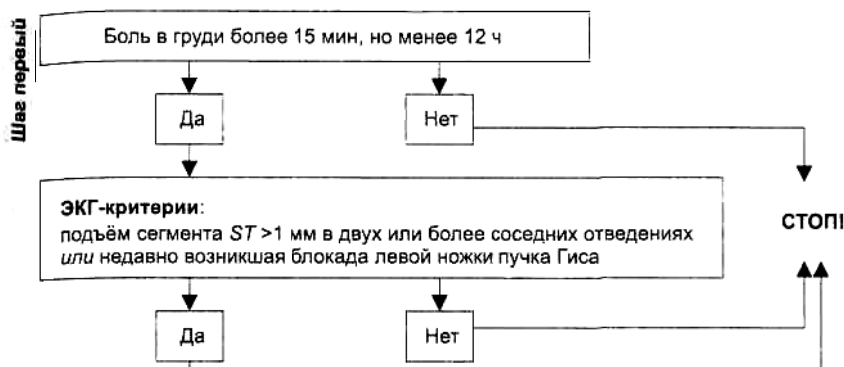 Шаг первый
Боль в груди более 15 мин, но менее 12 ч
Да
Нет
ЭКГ-критерии:
подъём сегмента ST >1 мм в двух или более соседних отведениях
или недавно возникшая блокада левой ножки пучка Гиса
СТОП!
Да
Нет